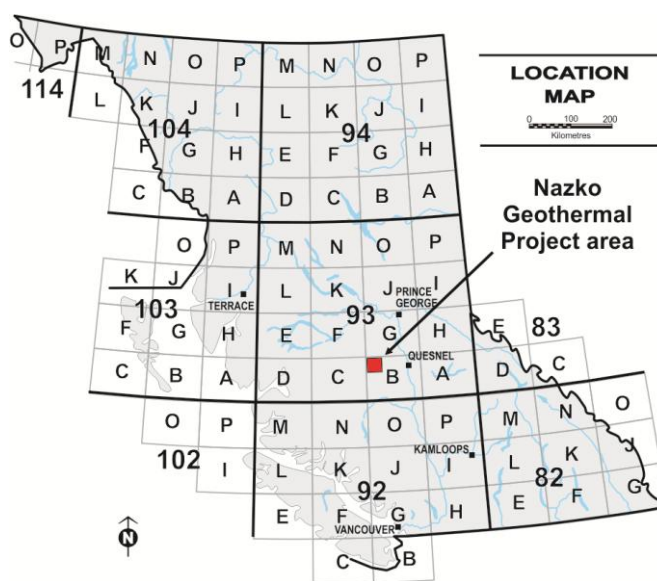 O P M N O P M N O P
114
L K J I L K J I
104 94
F G H E F G H
C B A D C B A
LOCATION
MAP
0 100 200
Kilometres
Nazko
Geothermal
Project area
O P M N O P
K J I L K J I
TERRACE
PRINCE
GEORGE
103 93 83
F G H E F G H E
QUESNEL
C B A D C B A D C
O P M N O P M N O
102
KAMLOOPS
I L K J I L K J
92 82
E F G H E F G
VANCOUVER
C B
N